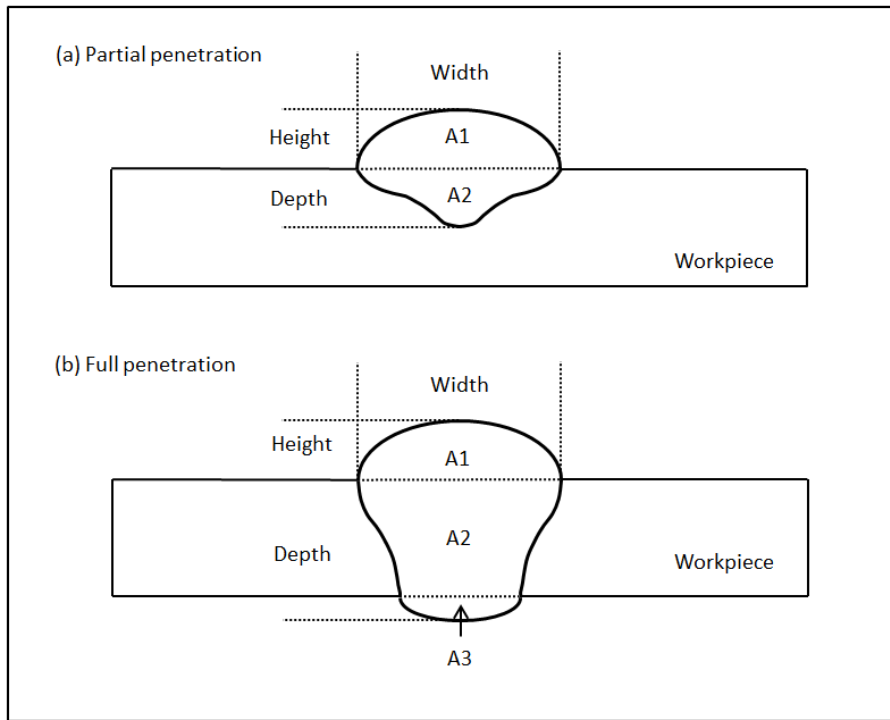 (a) Partial penetration
Width
Height
A1
Depth
A2
Workpiece
(b) Full penetration
Width
Height
A1
A2
Depth
Workpiece
A3